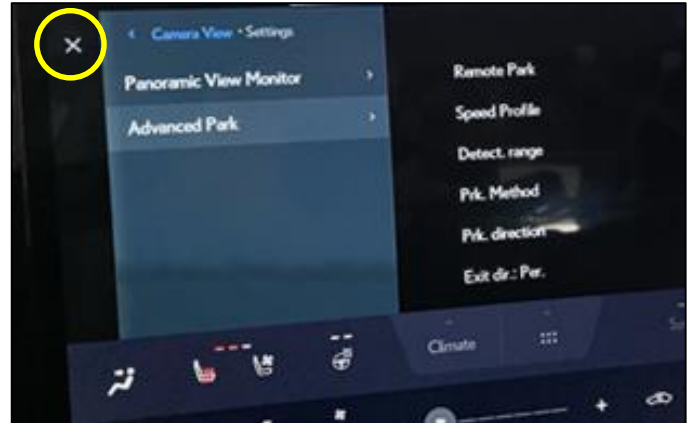 < Camera View • Settings
Panoramic View Monitor >
Advanced Park >
Remote Park
Speed Profile
Detect. range
Prk. Method
Prk. direction
Exit dir.: Per.
Climate